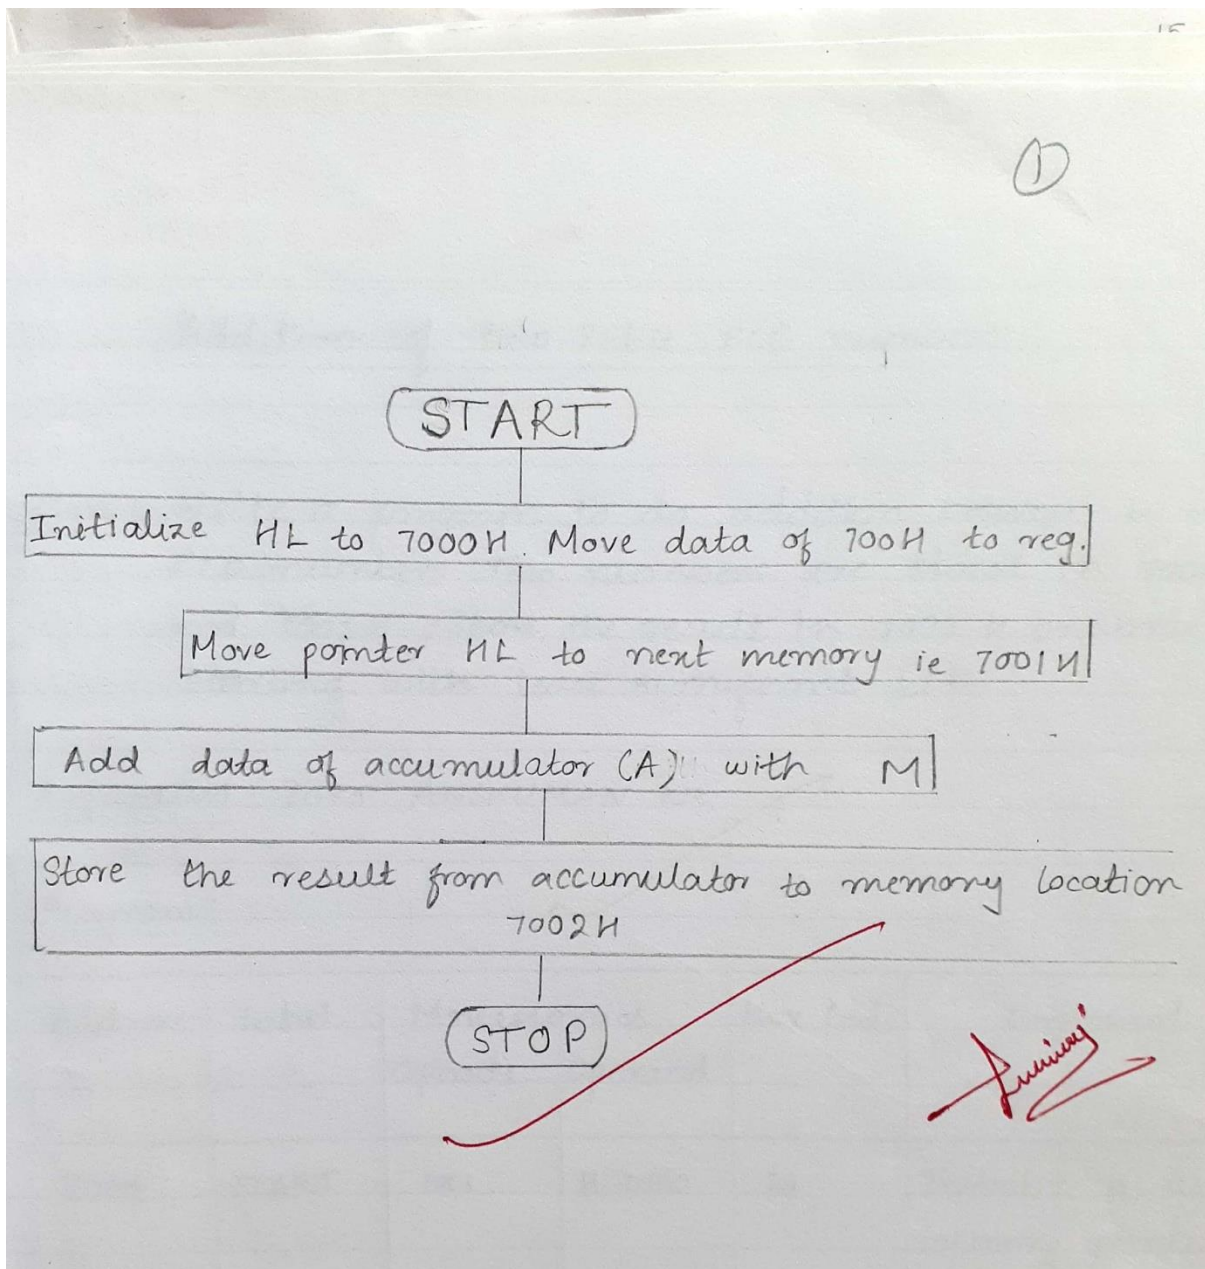 15
1
START
Initialize HL to 7000H. Move data of 700H to reg.
Move pointer HL to next memory ie 7001H
Add data of accumulator (A) with M
Store the result from accumulator to memory location
7002H
STOP